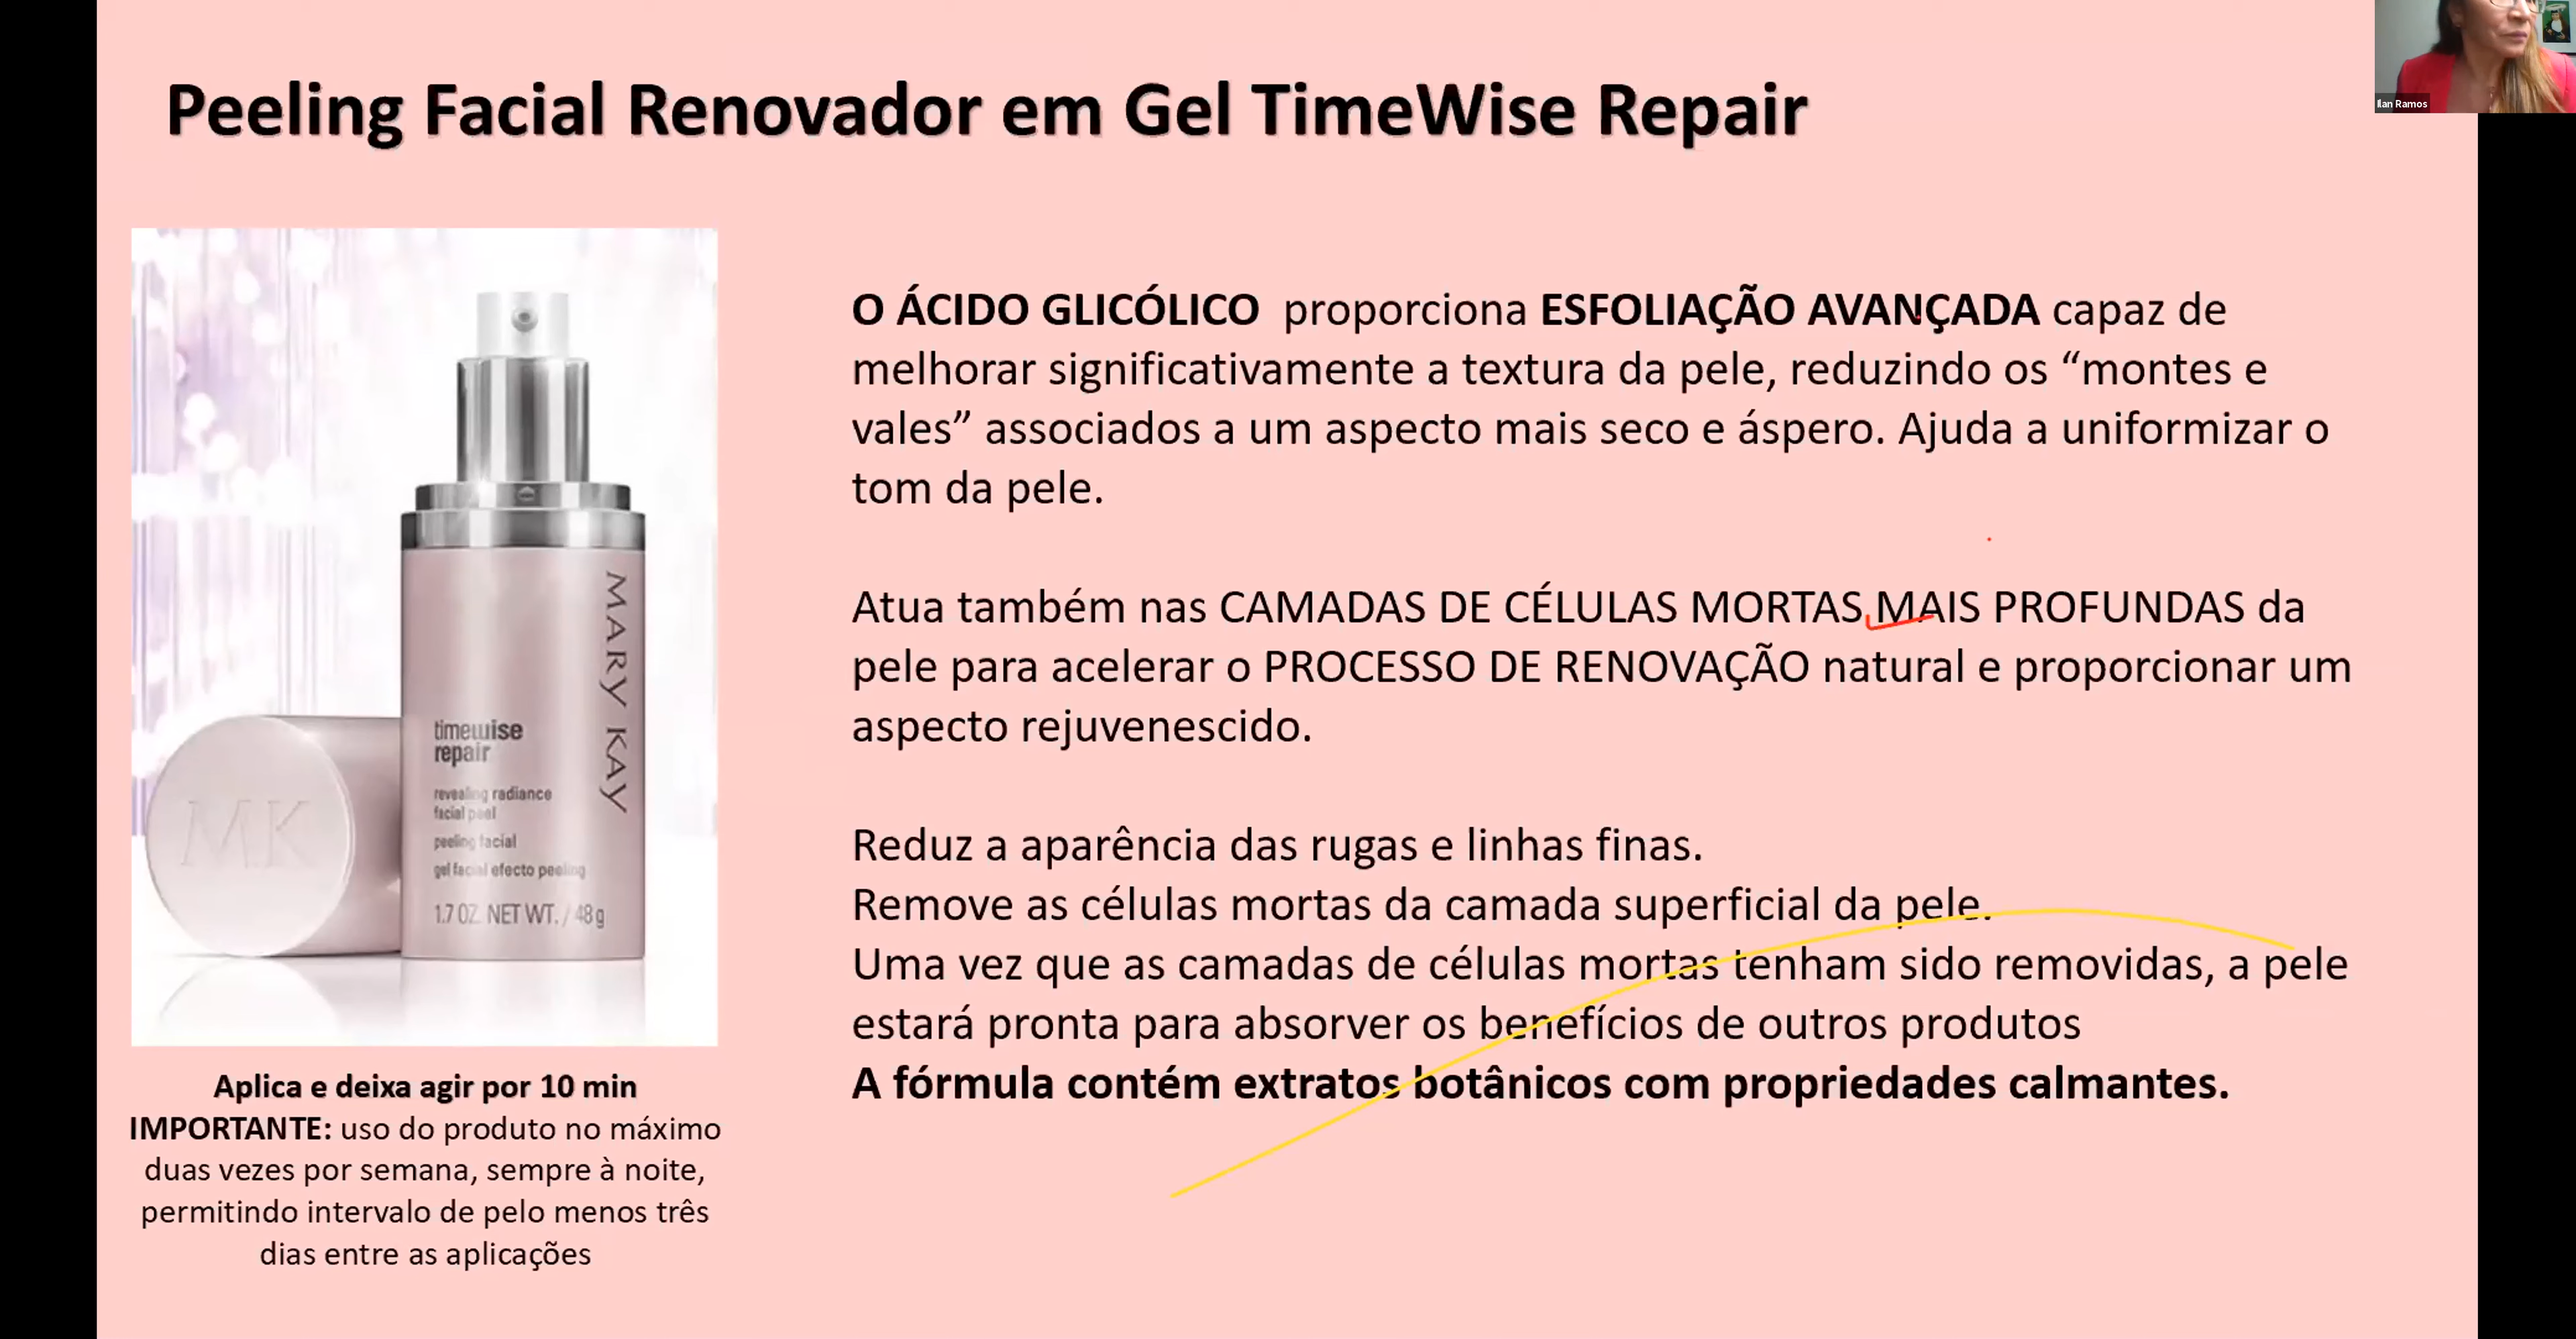 Peeling Facial Renovador em Gel TimeWise Repair
Ilan Ramos
MARY KAY
timewise
repair
revealing radiance
facial peel
peeling facial
gel facial efecto peeling
1.7 OZ. NET WT. / 48 g
MK
Aplica e deixa agir por 10 min
IMPORTANTE: uso do produto no máximo
duas vezes por semana, sempre à noite,
permitindo intervalo de pelo menos três
dias entre as aplicações
O ÁCIDO GLICÓLICO proporciona ESFOLIAÇÃO AVANÇADA capaz de
melhorar significativamente a textura da pele, reduzindo os “montes e
vales” associados a um aspecto mais seco e áspero. Ajuda a uniformizar o
tom da pele.
Atua também nas CAMADAS DE CÉLULAS MORTAS MAIS PROFUNDAS da
pele para acelerar o PROCESSO DE RENOVAÇÃO natural e proporcionar um
aspecto rejuvenescido.
Reduz a aparência das rugas e linhas finas.
Remove as células mortas da camada superficial da pele.
Uma vez que as camadas de células mortas tenham sido removidas, a pele
estará pronta para absorver os benefícios de outros produtos
A fórmula contém extratos botânicos com propriedades calmantes.